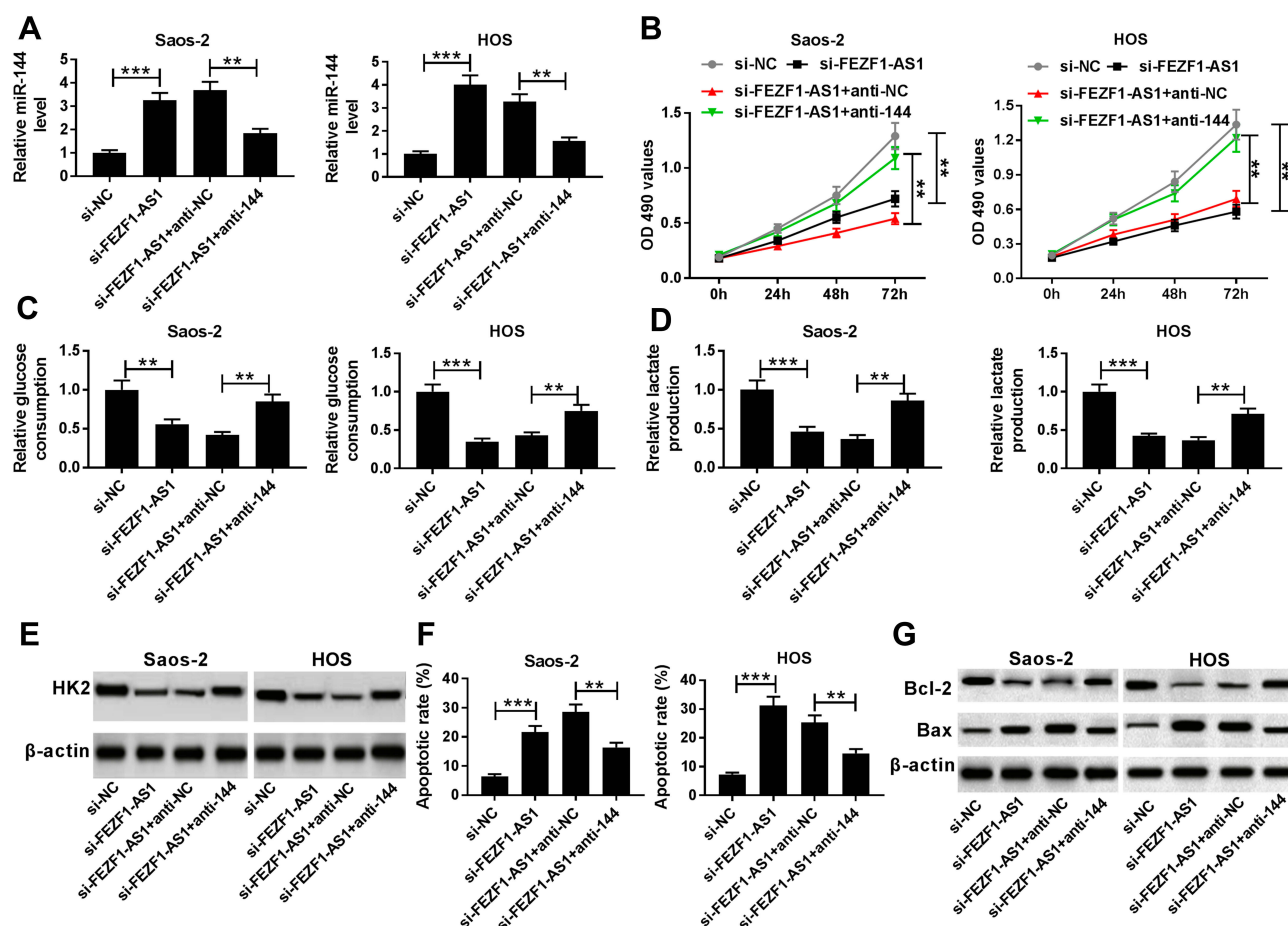 A
Saos-2
Relative miR-144
level
5
4
3
2
1
0
***
**
si-NC
si-FEZF1-AS1
si-FEZF1-AS1+anti-NC
si-FEZF1-AS1+anti-144
HOS
Relative miR-144
level
5
4
3
2
1
0
***
**
si-NC
si-FEZF1-AS1
si-FEZF1-AS1+anti-NC
si-FEZF1-AS1+anti-144
B
Saos-2
si-NC
si-FEZF1-AS1
si-FEZF1-AS1+anti-NC
si-FEZF1-AS1+anti-144
OD 490 values
1.5
1.0
0.5
0.0
0h 24h 48h 72h
**
**
HOS
si-NC
si-FEZF1-AS1
si-FEZF1-AS1+anti-NC
si-FEZF1-AS1+anti-144
OD 490 values
1.5
1.2
0.9
0.6
0.3
0.0
0h 24h 48h 72h
**
**
C
Saos-2
Relative glucose
consumption
1.5
1.0
0.5
0.0
**
**
si-NC
si-FEZF1-AS1
si-FEZF1-AS1+anti-NC
si-FEZF1-AS1+anti-144
HOS
Relative glucose
consumption
1.5
1.0
0.5
0.0
***
**
si-NC
si-FEZF1-AS1
si-FEZF1-AS1+anti-NC
si-FEZF1-AS1+anti-144
D
Saos-2
Rrelative lactate
production
1.5
1.0
0.5
0.0
***
**
si-NC
si-FEZF1-AS1
si-FEZF1-AS1+anti-NC
si-FEZF1-AS1+anti-144
HOS
Rrelative lactate
production
1.5
1.0
0.5
0.0
***
**
si-NC
si-FEZF1-AS1
si-FEZF1-AS1+anti-NC
si-FEZF1-AS1+anti-144
E
Saos-2 HOS
HK2
β-actin
si-NC
si-FEZF1-AS1
si-FEZF1-AS1+anti-NC
si-FEZF1-AS1+anti-144
si-NC
si-FEZF1-AS1
si-FEZF1-AS1+anti-NC
si-FEZF1-AS1+anti-144
F
Saos-2
Apoptotic rate (%)
40
30
20
10
0
***
**
si-NC
si-FEZF1-AS1
si-FEZF1-AS1+anti-NC
si-FEZF1-AS1+anti-144
HOS
Apoptotic rate (%)
40
30
20
10
0
***
**
si-NC
si-FEZF1-AS1
si-FEZF1-AS1+anti-NC
si-FEZF1-AS1+anti-144
G
Saos-2 HOS
Bcl-2
Bax
β-actin
si-NC
si-FEZF1-AS1
si-FEZF1-AS1+anti-NC
si-FEZF1-AS1+anti-144
si-NC
si-FEZF1-AS1
si-FEZF1-AS1+anti-NC
si-FEZF1-AS1+anti-144